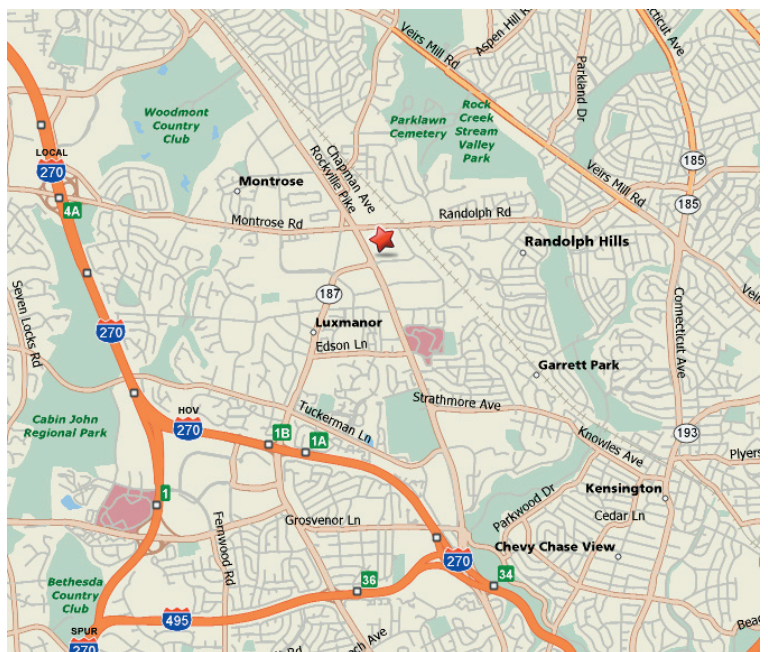 Aspen Hill Rd
Connecticut Ave
Veirs Mill Rd
Parkland Dr
Woodmont
Country
Club
Parklawn
Cemetery
Rock
Creek
Stream
Valley
Park
LOCAL
270
Chapman Ave
Rockville Pike
Veirs Mill Rd
185
Montrose
4A
185
Montrose Rd
Randolph Rd
Randolph Hills
187
Seven Locks Rd
270
Luxmanor
Edson Ln
Connecticut Ave
Veirs
Garrett Park
Strathmore Ave
HOV
270
Tuckerman Ln
1B
1A
Cabin John
Regional Park
193
Knowles Ave
Plyers
1
Parkwood Dr
Kensington
Cedar Ln
Grosvenor Ln
Fernwood Rd
Chevy Chase View
270
Bethesda
Country
Club
36
34
495
SPUR
270